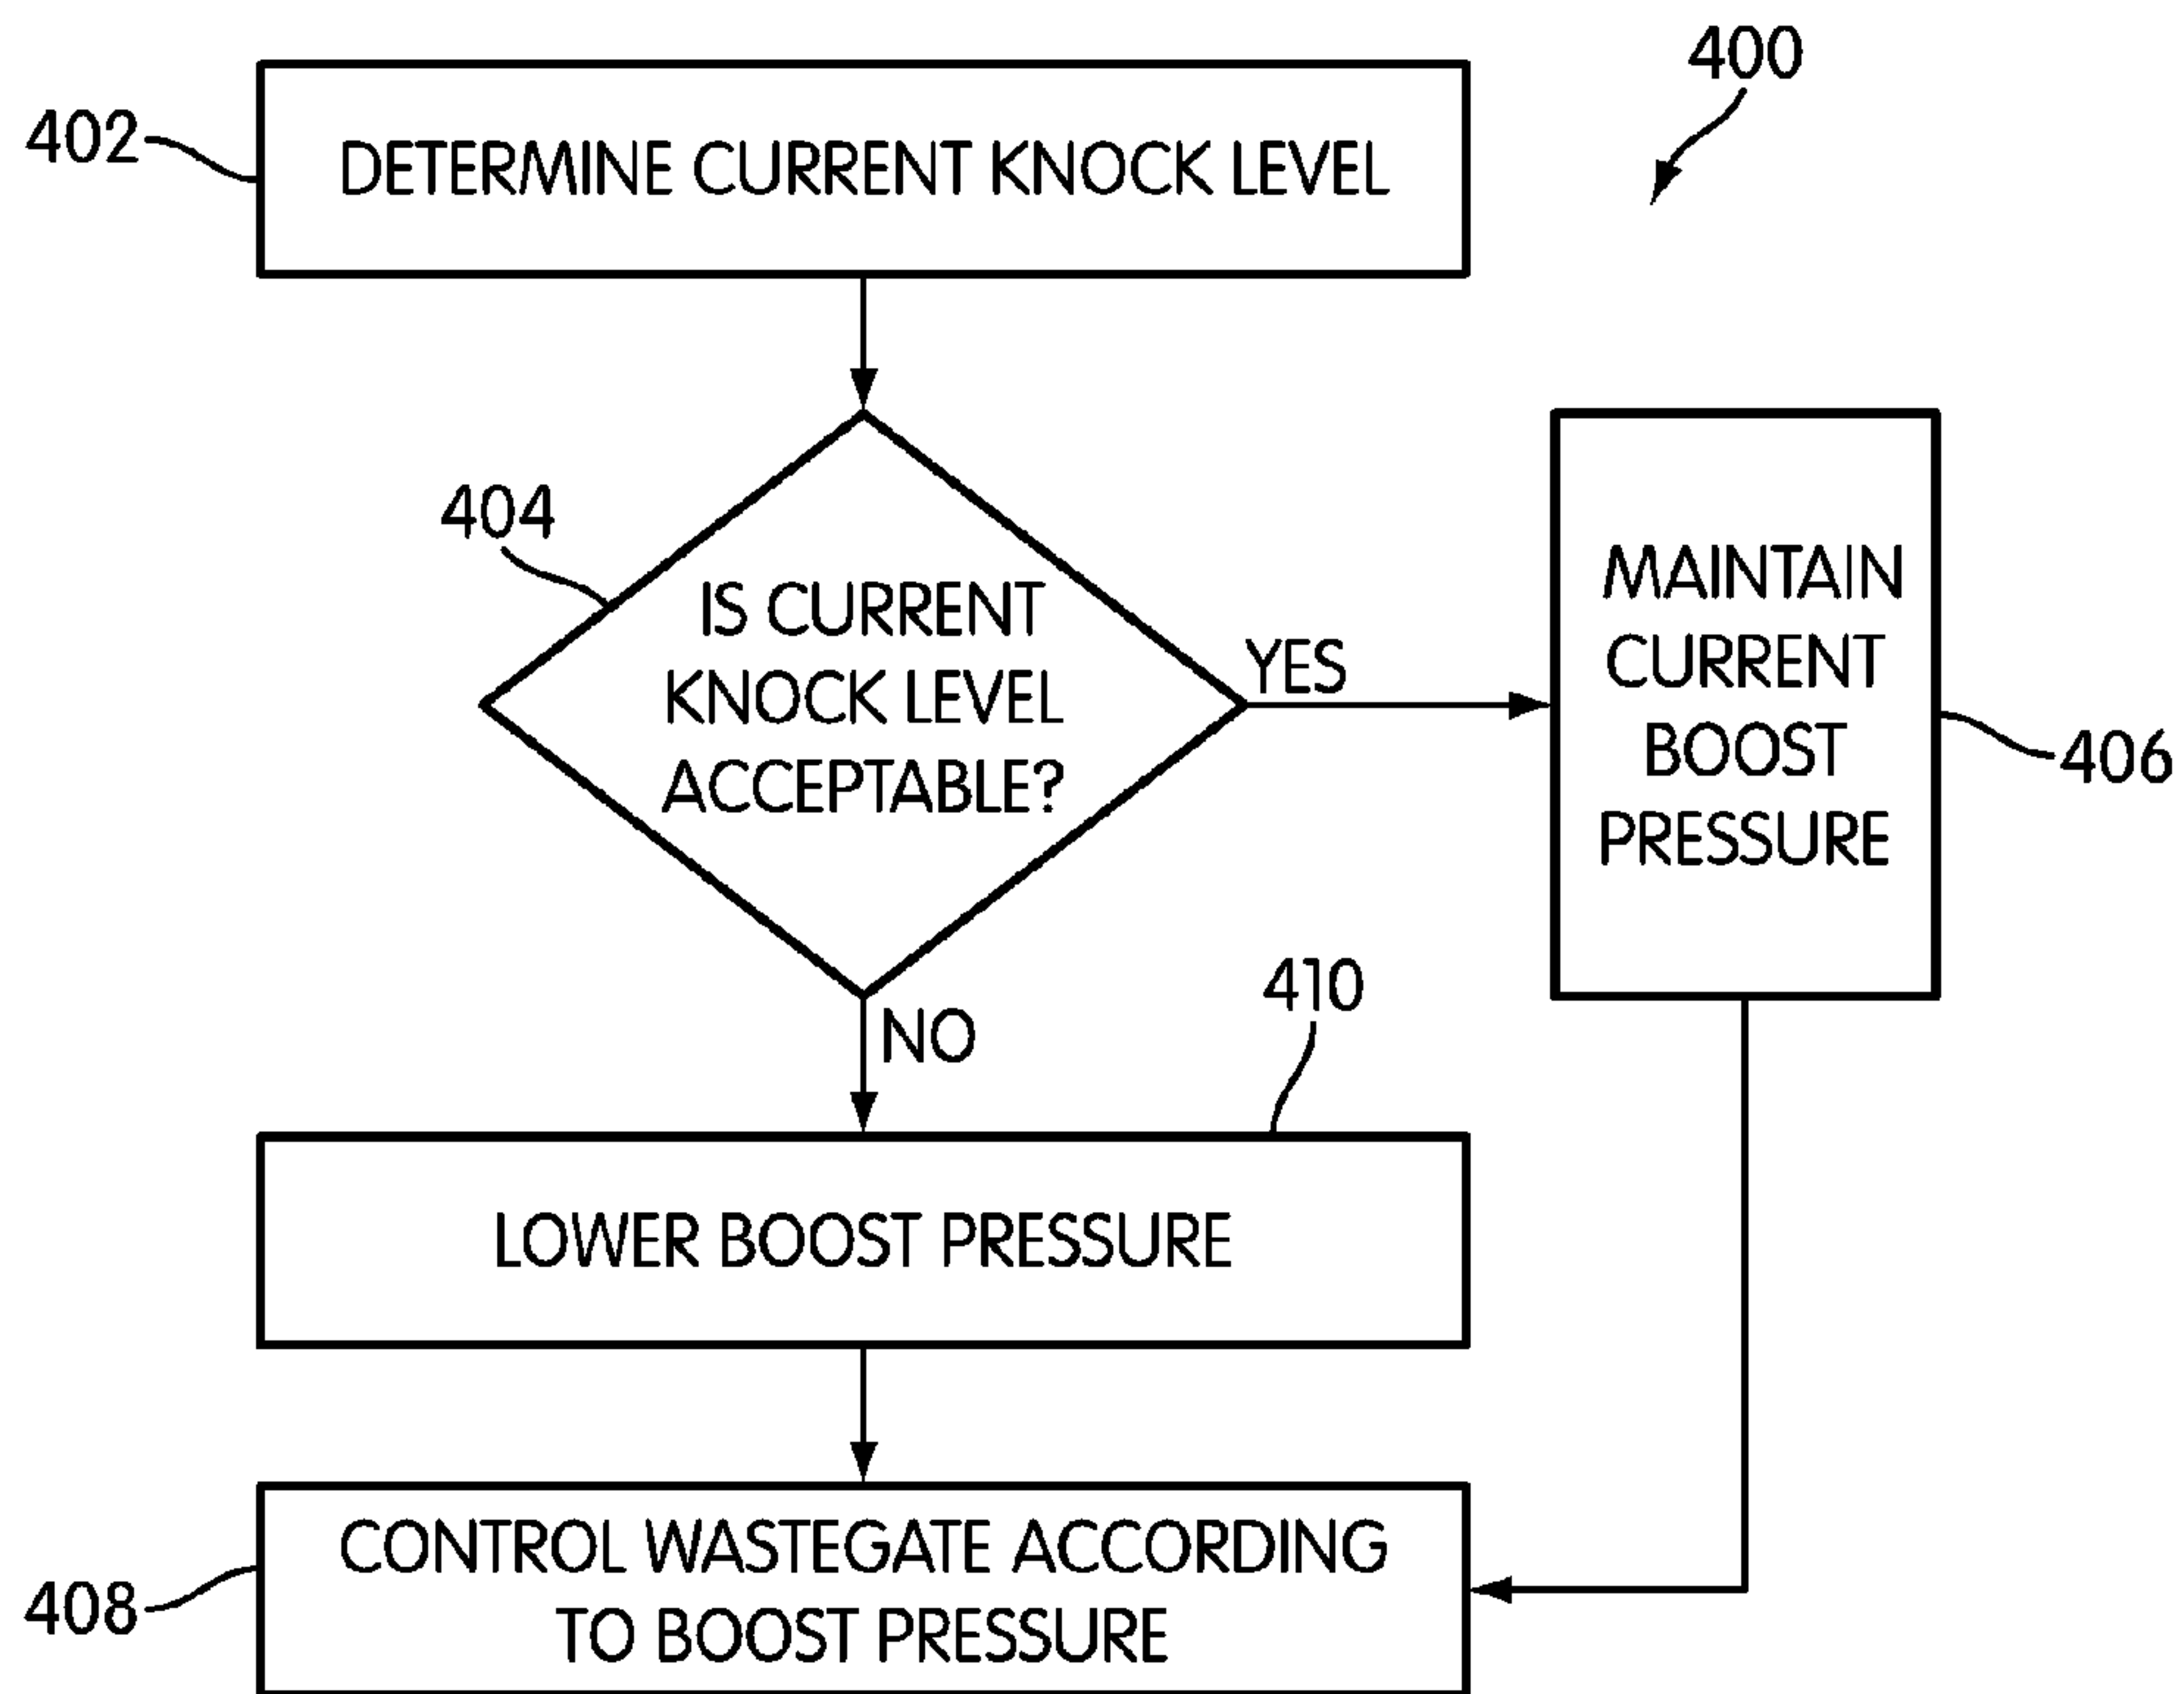 400
402
DETERMINE CURRENT KNOCK LEVEL
404
IS CURRENT
KNOCK LEVEL
ACCEPTABLE?
YES
MAINTAIN
CURRENT
BOOST
PRESSURE
406
NO
410
LOWER BOOST PRESSURE
408
CONTROL WASTEGATE ACCORDING
TO BOOST PRESSURE